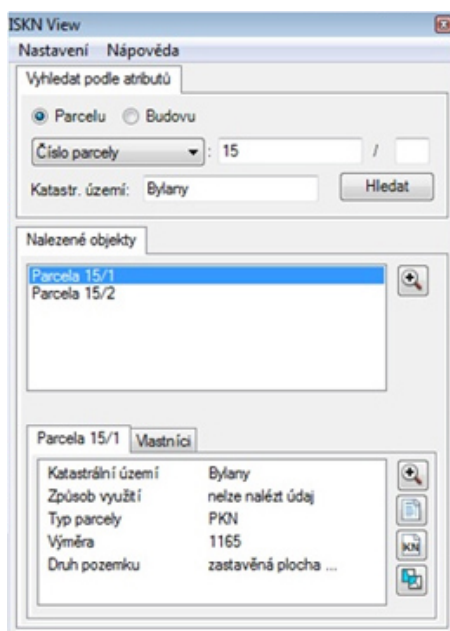 ISKN View
Nastavení Nápověda
Vyhledat podle atributů
Parcelu Budovu
Číslo parcely : 15 /
Katastr. území: Bylany Hledat
Nalezené objekty
Parcela 15/1
Parcela 15/2
Parcela 15/1 Vlastníci
Katastrální území Bylany
Způsob využtí nelze nalézt údaj
Typ parcely PKN
Výměra 1165
Druh pozemku zastavěná plocha ...
KN